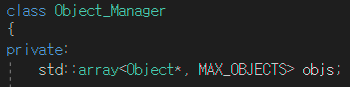 class Object_Manager
{
private:
std::array<Object*, MAX_OBJECTS> objs;